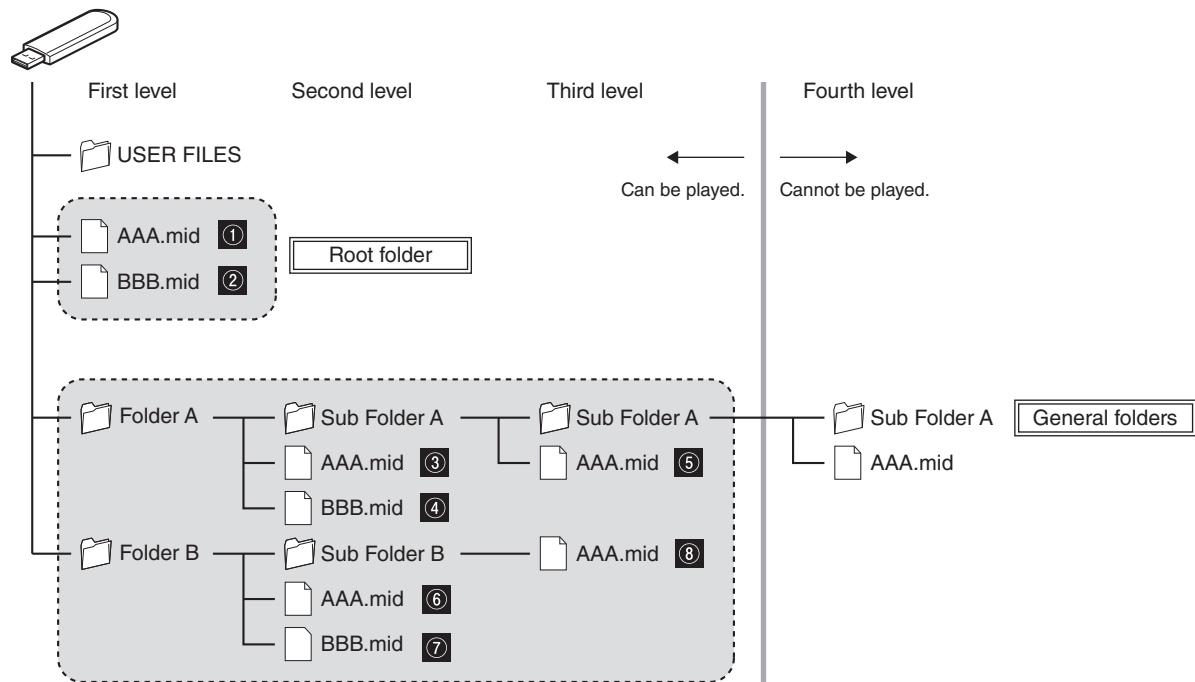 First level Second level Third level Fourth level
USER FILES
Can be played. Cannot be played.
AAA.mid ①
Root folder
BBB.mid ②
Folder A Sub Folder A Sub Folder A Sub Folder A General folders
AAA.mid ③ AAA.mid ⑤ AAA.mid
BBB.mid ④
Folder B Sub Folder B AAA.mid ⑧
AAA.mid ⑥
BBB.mid ⑦